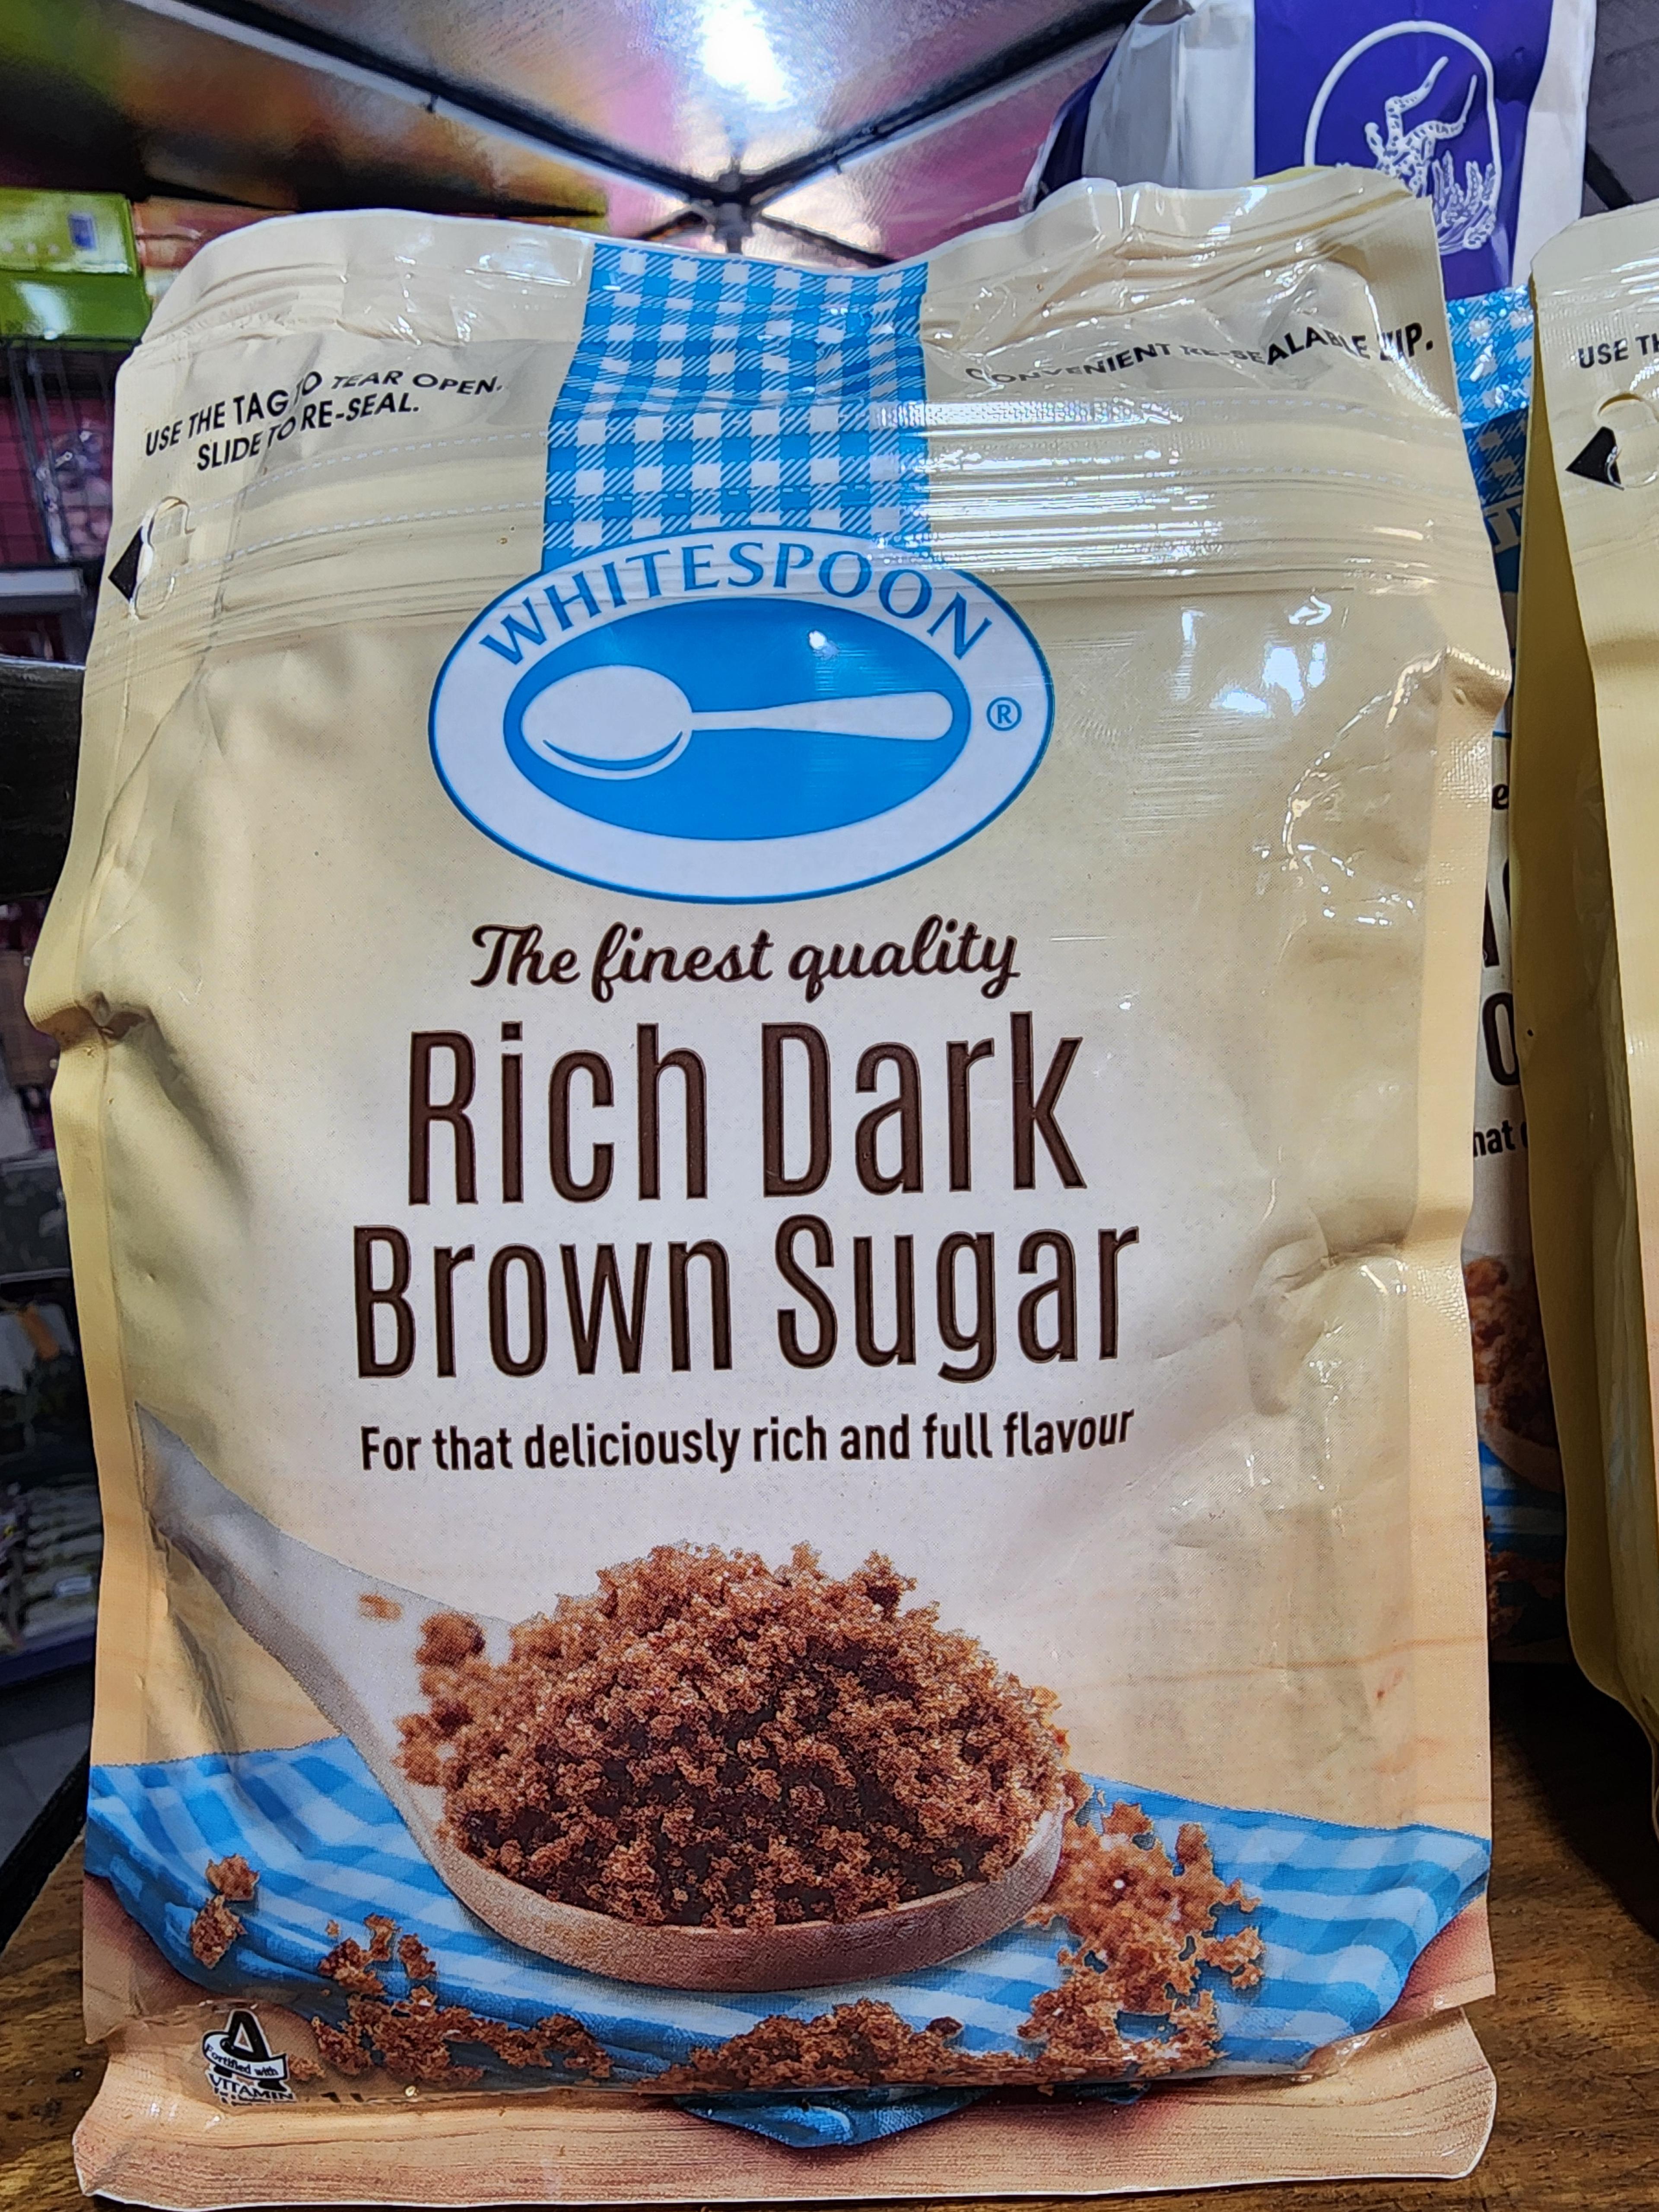 USE THE TAG TO TEAR OPEN.
SLIDE TO RE-SEAL.
CONVENIENT RE-SEALABLE ZIP.
WHITESPOON
®
The finest quality
Rich Dark
Brown Sugar
For that deliciously rich and full flavour
A
Fortified with
VITAMIN
USE